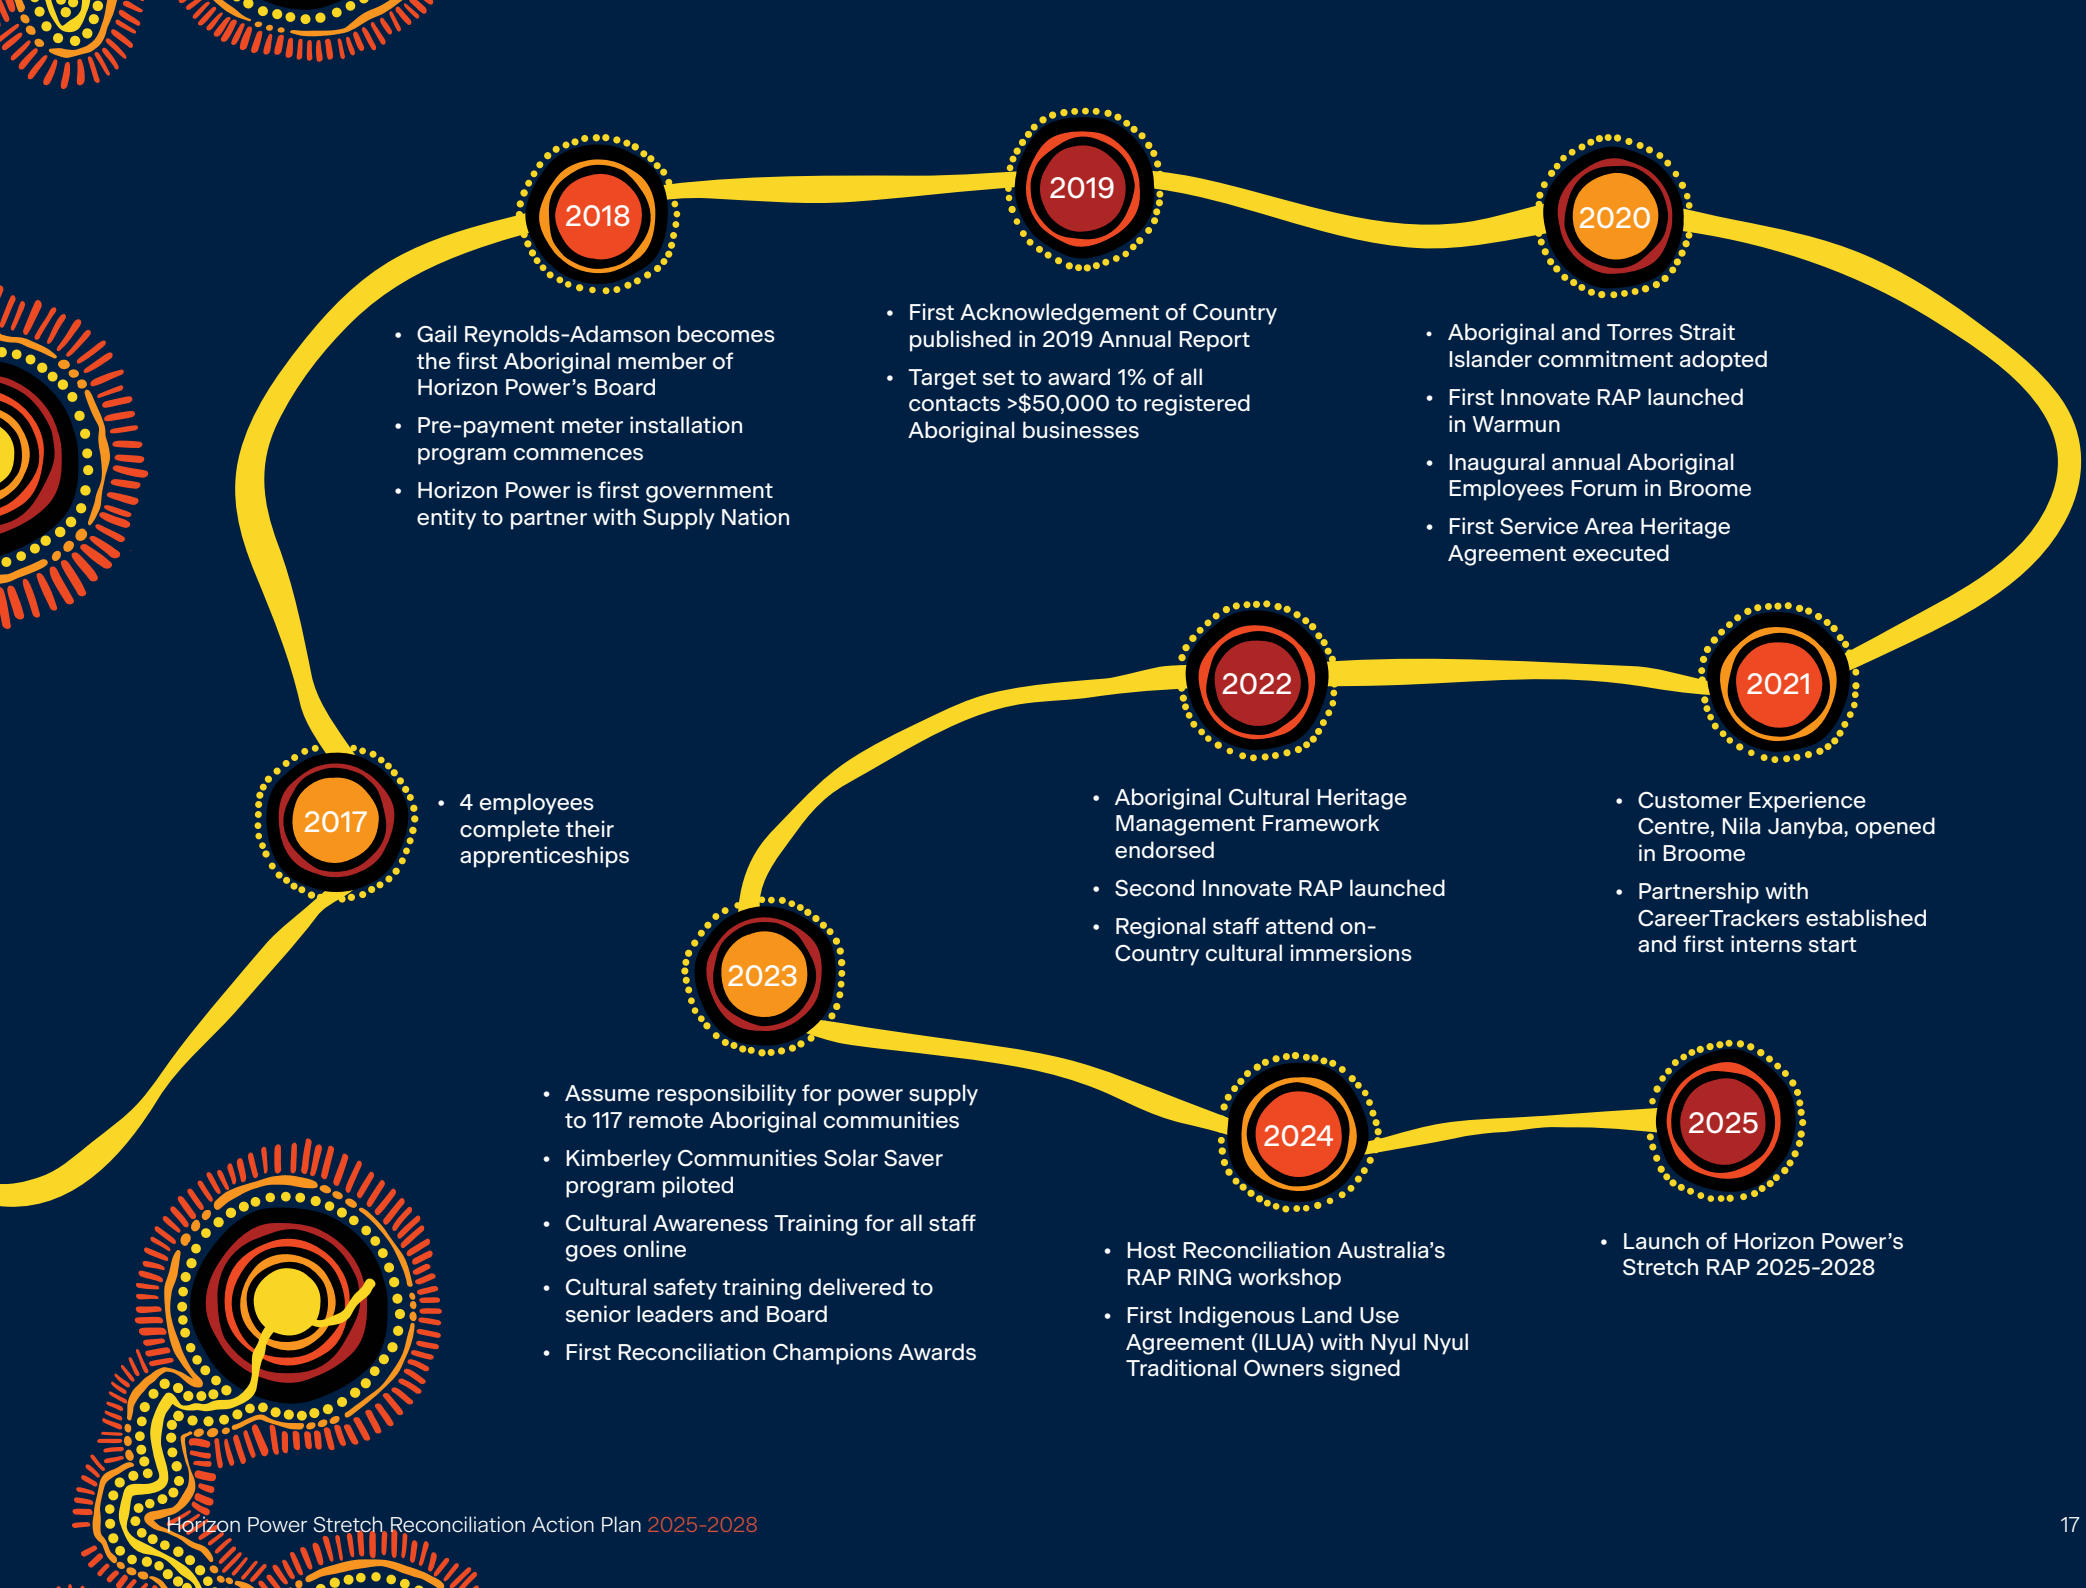 2017
• 4 employees
complete their
apprenticeships
2018
• Gail Reynolds-Adamson becomes
the first Aboriginal member of
Horizon Power’s Board
• Pre-payment meter installation
program commences
• Horizon Power is first government
entity to partner with Supply Nation
2019
• First Acknowledgement of Country
published in 2019 Annual Report
• Target set to award 1% of all
contacts >$50,000 to registered
Aboriginal businesses
2020
• Aboriginal and Torres Strait
Islander commitment adopted
• First Innovate RAP launched
in Warmun
• Inaugural annual Aboriginal
Employees Forum in Broome
• First Service Area Heritage
Agreement executed
2021
• Customer Experience
Centre, Nila Janyba, opened
in Broome
• Partnership with
CareerTrackers established
and first interns start
2022
• Aboriginal Cultural Heritage
Management Framework
endorsed
• Second Innovate RAP launched
• Regional staff attend on-
Country cultural immersions
2023
• Assume responsibility for power supply
to 117 remote Aboriginal communities
• Kimberley Communities Solar Saver
program piloted
• Cultural Awareness Training for all staff
goes online
• Cultural safety training delivered to
senior leaders and Board
• First Reconciliation Champions Awards
2024
• Host Reconciliation Australia’s
RAP RING workshop
• First Indigenous Land Use
Agreement (ILUA) with Nyul Nyul
Traditional Owners signed
2025
• Launch of Horizon Power’s
Stretch RAP 2025-2028
Horizon Power Stretch Reconciliation Action Plan 2025-2028
17